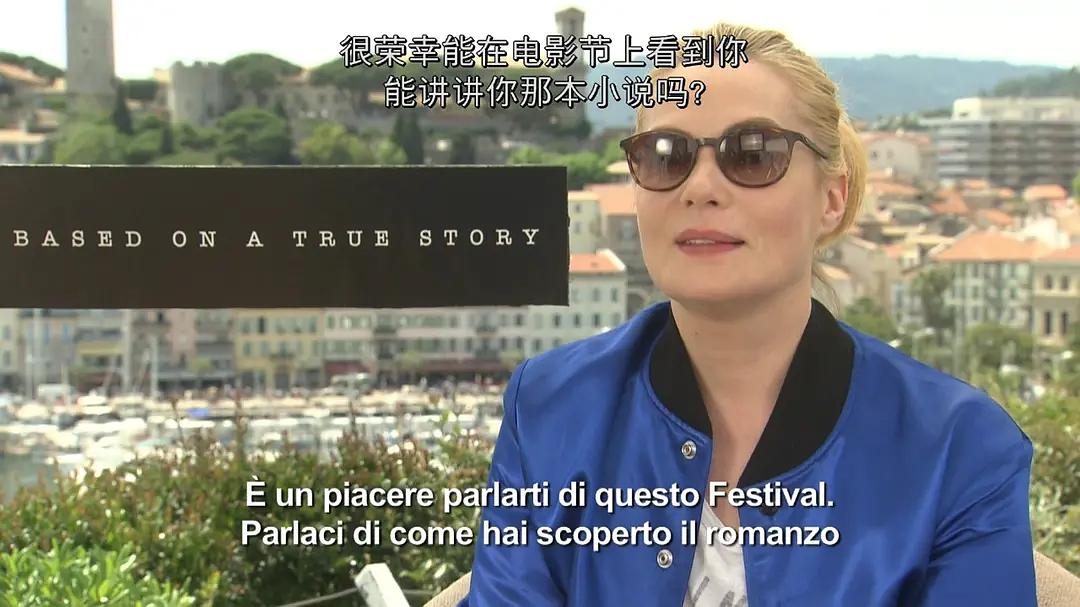 很荣幸能在电影节上看到你
能讲讲你那本小说吗?
BASED ON A TRUE STORY
È un piacere parlarti di questo Festival.
Parlaci di come hai scoperto il romanzo